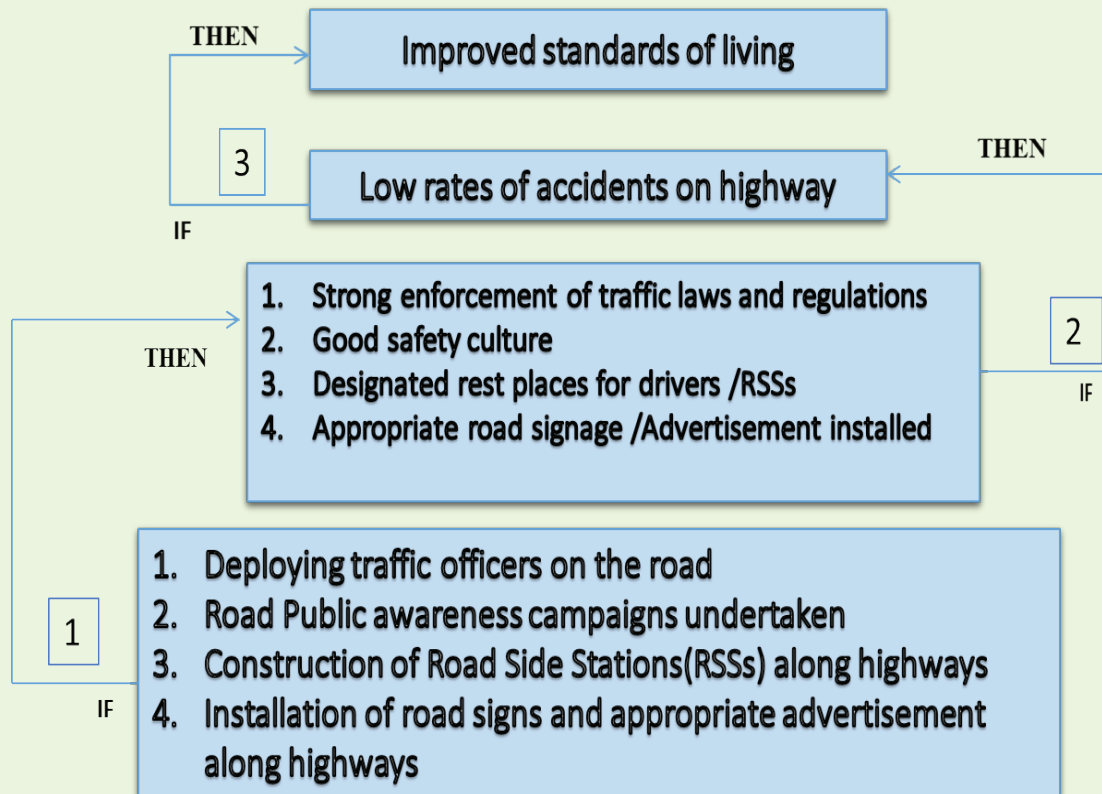 THEN
Improved standards of living
3
THEN
Low rates of accidents on highway
IF
1. Strong enforcement of traffic laws and regulations
2. Good safety culture
3. Designated rest places for drivers /RSSs
4. Appropriate road signage /Advertisement installed
THEN
2
IF
1. Deploying traffic officers on the road
2. Road Public awareness campaigns undertaken
3. Construction of Road Side Stations(RSSs) along highways
4. Installation of road signs and appropriate advertisement
along highways
1
IF